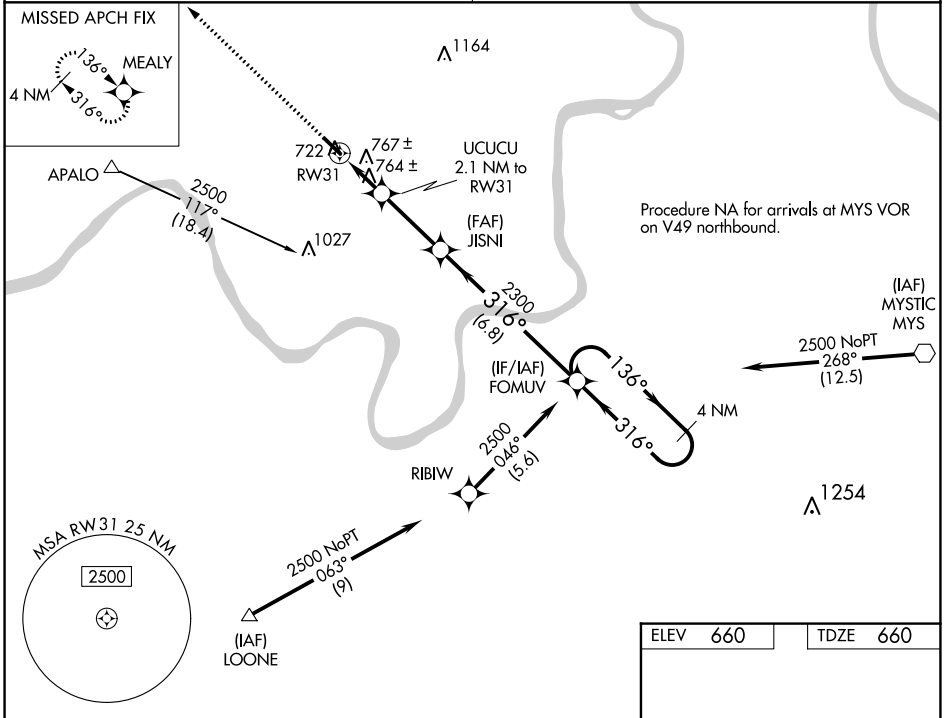 MISSED APCH FIX
MEALY
136°
316°
4 NM
1164
722
RW31
767 ±
764 ±
UCUCU
2.1 NM to
RW31
APALO
2500
117°
(18.4)
1027
(FAF)
JISNI
Procedure NA for arrivals at MYS VOR
on V49 northbound.
2300
316°
(6.8)
(IAF)
MYSTIC
MYS
2500 NoPT
268°
(12.5)
(IF/IAF)
FOMUV
136°
316°
4 NM
2500
046°
(5.6)
RIBIW
1254
MSA RW31 25 NM
2500
2500 NoPT
063°
(9)
(IAF)
LOONE
ELEV 660
TDZE 660